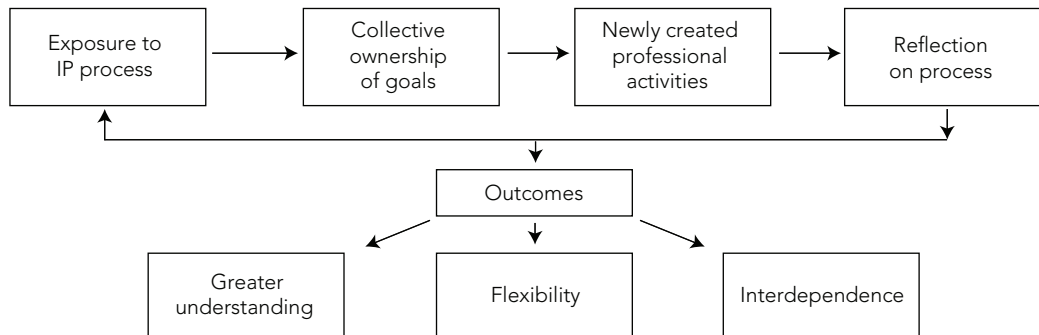 Exposure to
IP process
Collective
ownership
of goals
Newly created
professional
activities
Reflection
on process
Outcomes
Greater
understanding
Flexibility
Interdependence